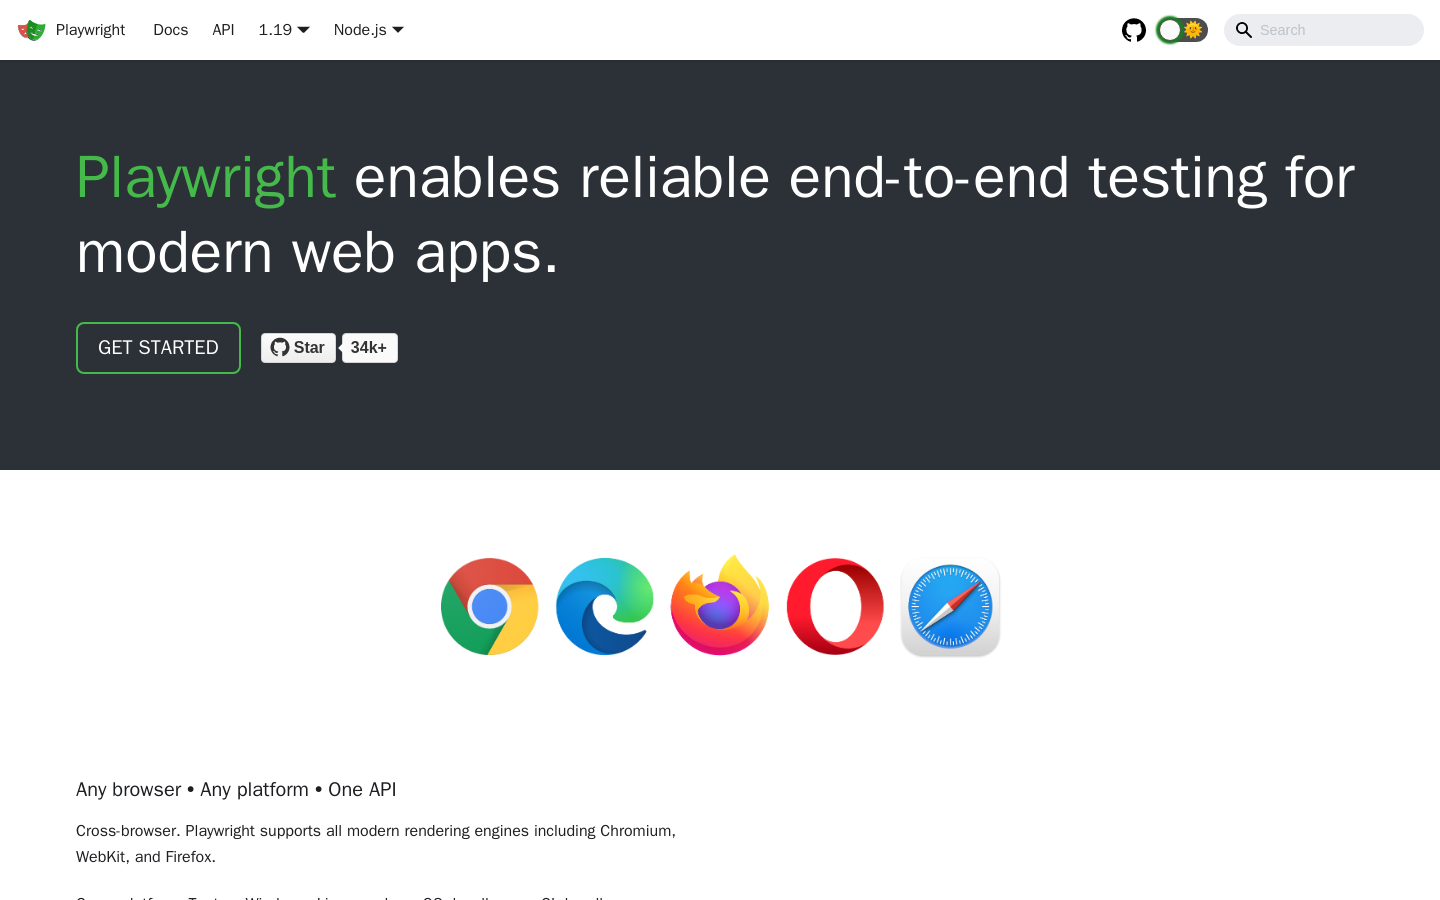 Playwright Docs API 1.19 Node.js Search
Playwright enables reliable end-to-end testing for
modern web apps.
GET STARTED Star 34k+
Any browser • Any platform • One API
Cross-browser. Playwright supports all modern rendering engines including Chromium,
WebKit, and Firefox.